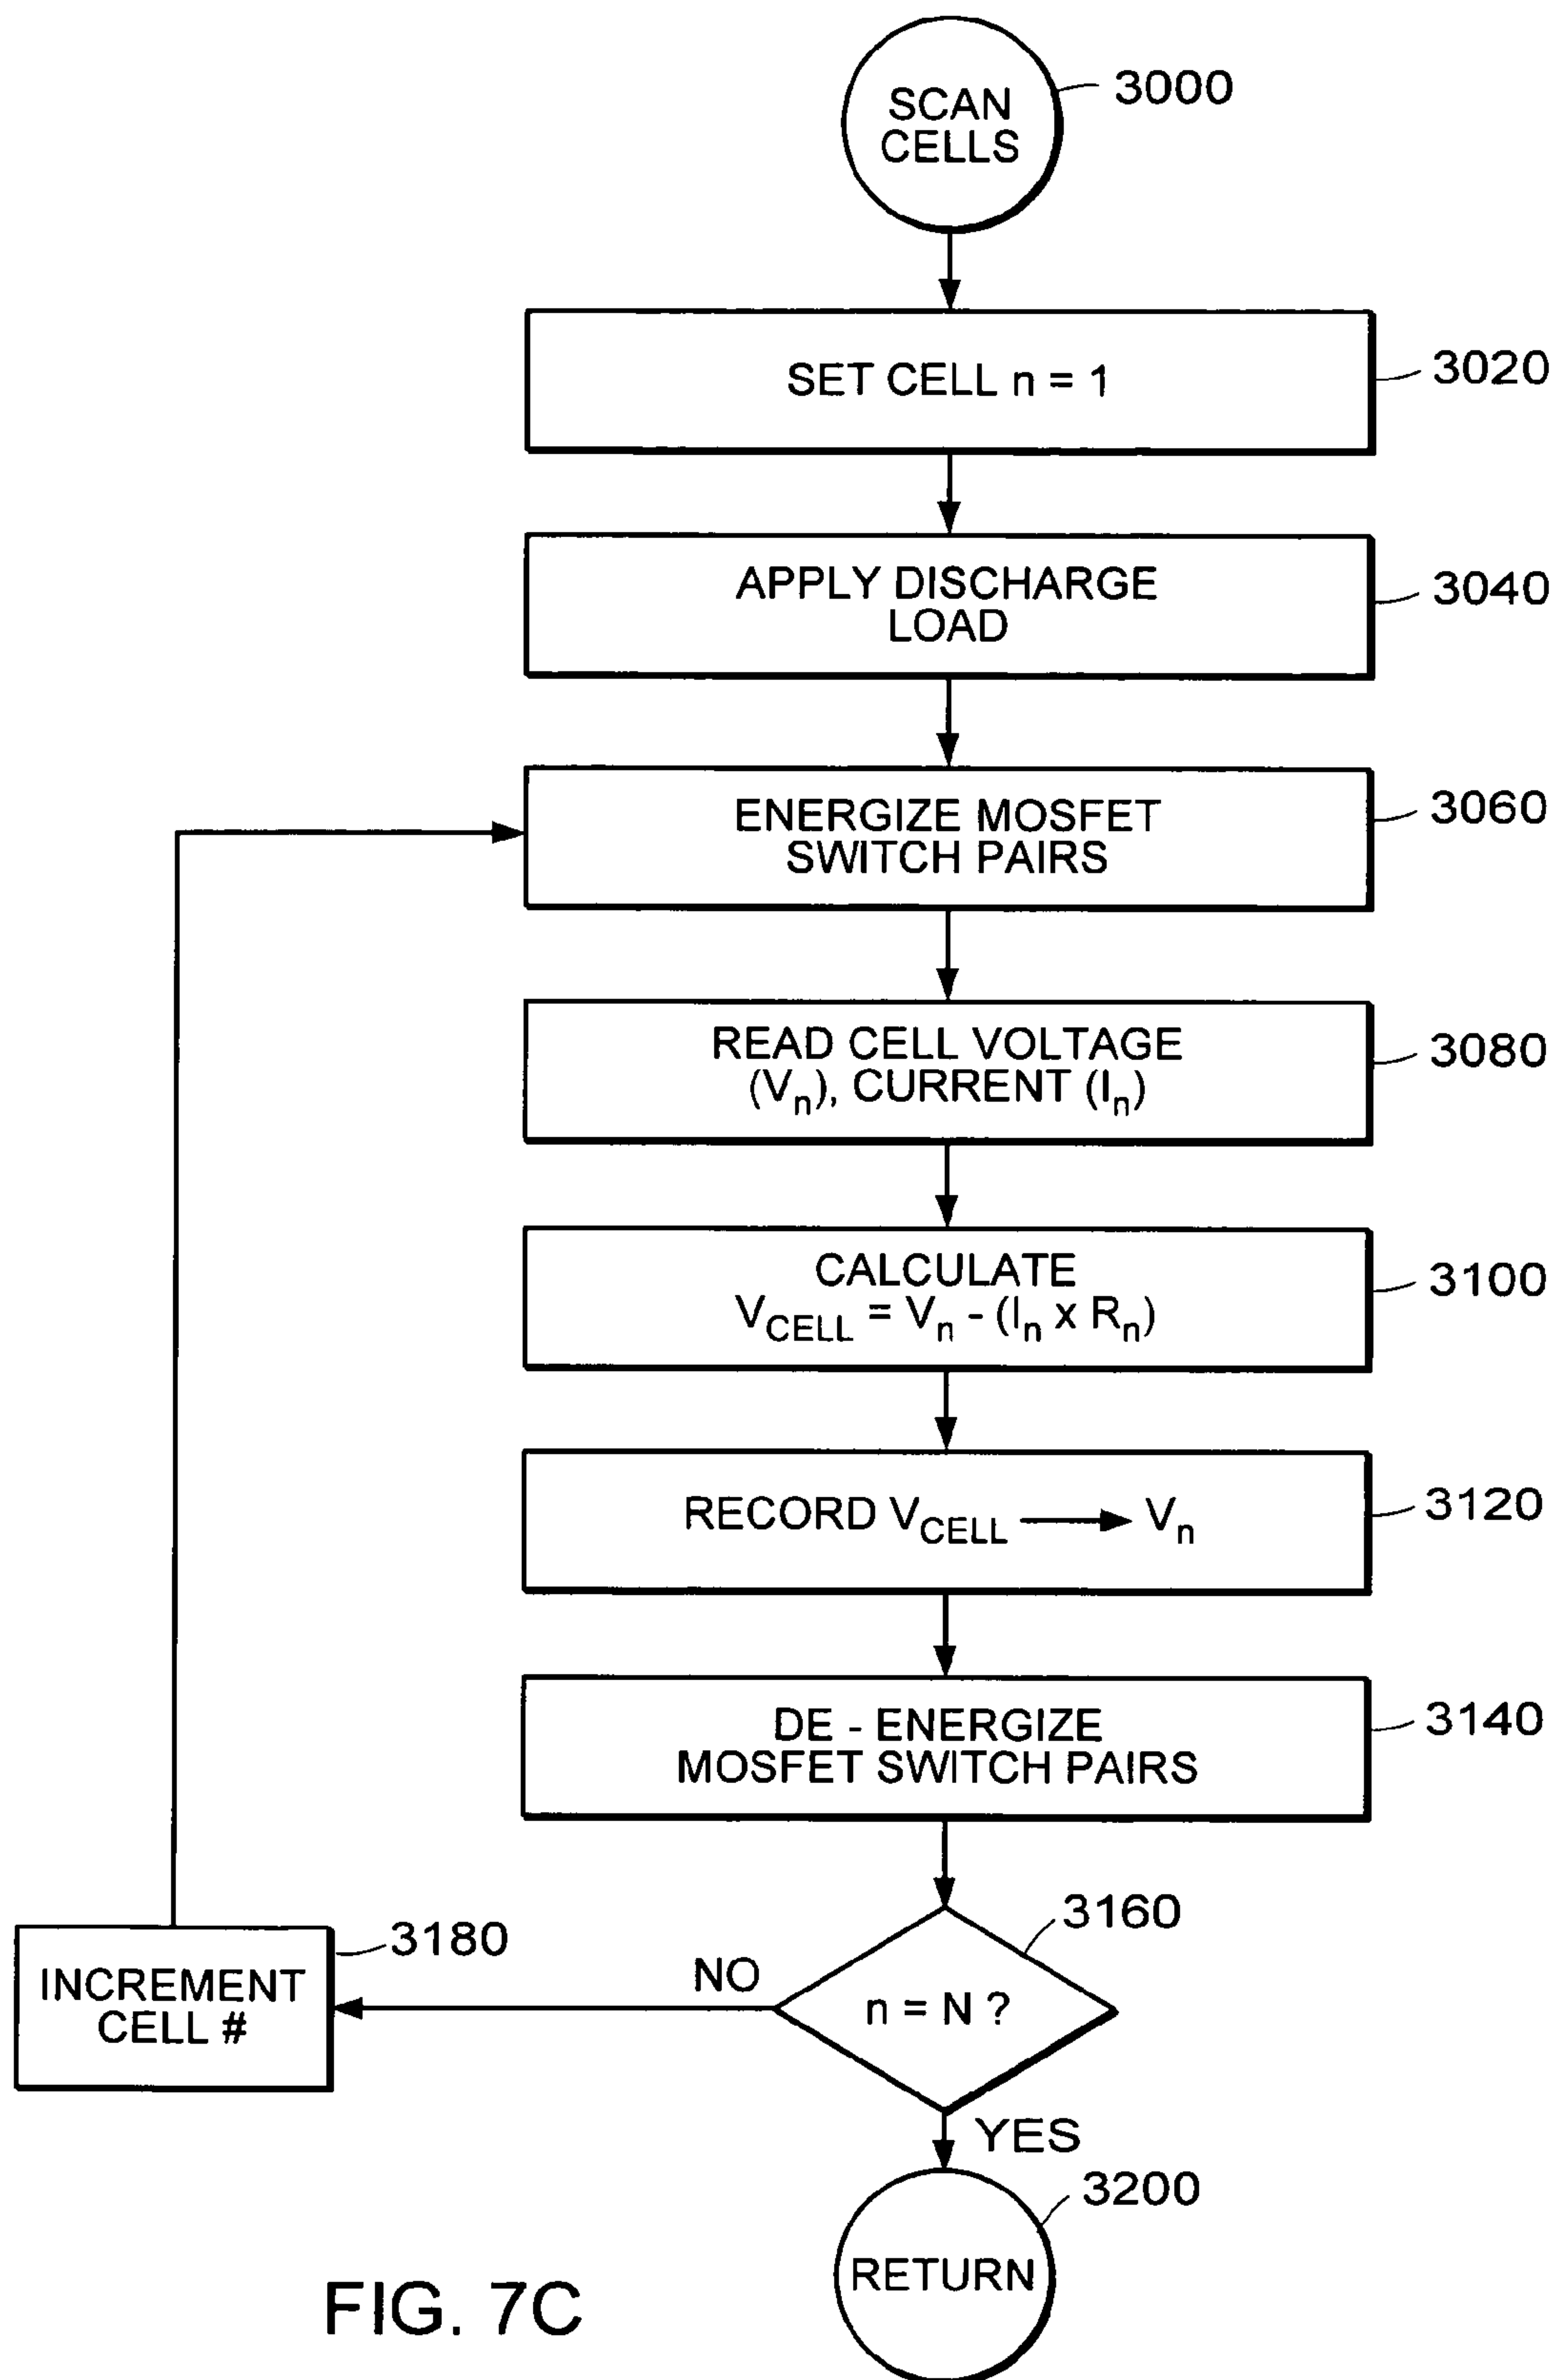 SCAN
CELLS
3000
SET CELL n = 1
3020
APPLY DISCHARGE
LOAD
3040
ENERGIZE MOSFET
SWITCH PAIRS
3060
READ CELL VOLTAGE
(Vn), CURRENT (In)
3080
CALCULATE
VCELL = Vn - (In x Rn)
3100
RECORD VCELL → Vn
3120
DE - ENERGIZE
MOSFET SWITCH PAIRS
3140
3160
n = N ?
NO
3180
INCREMENT
CELL #
YES
3200
RETURN
FIG. 7C